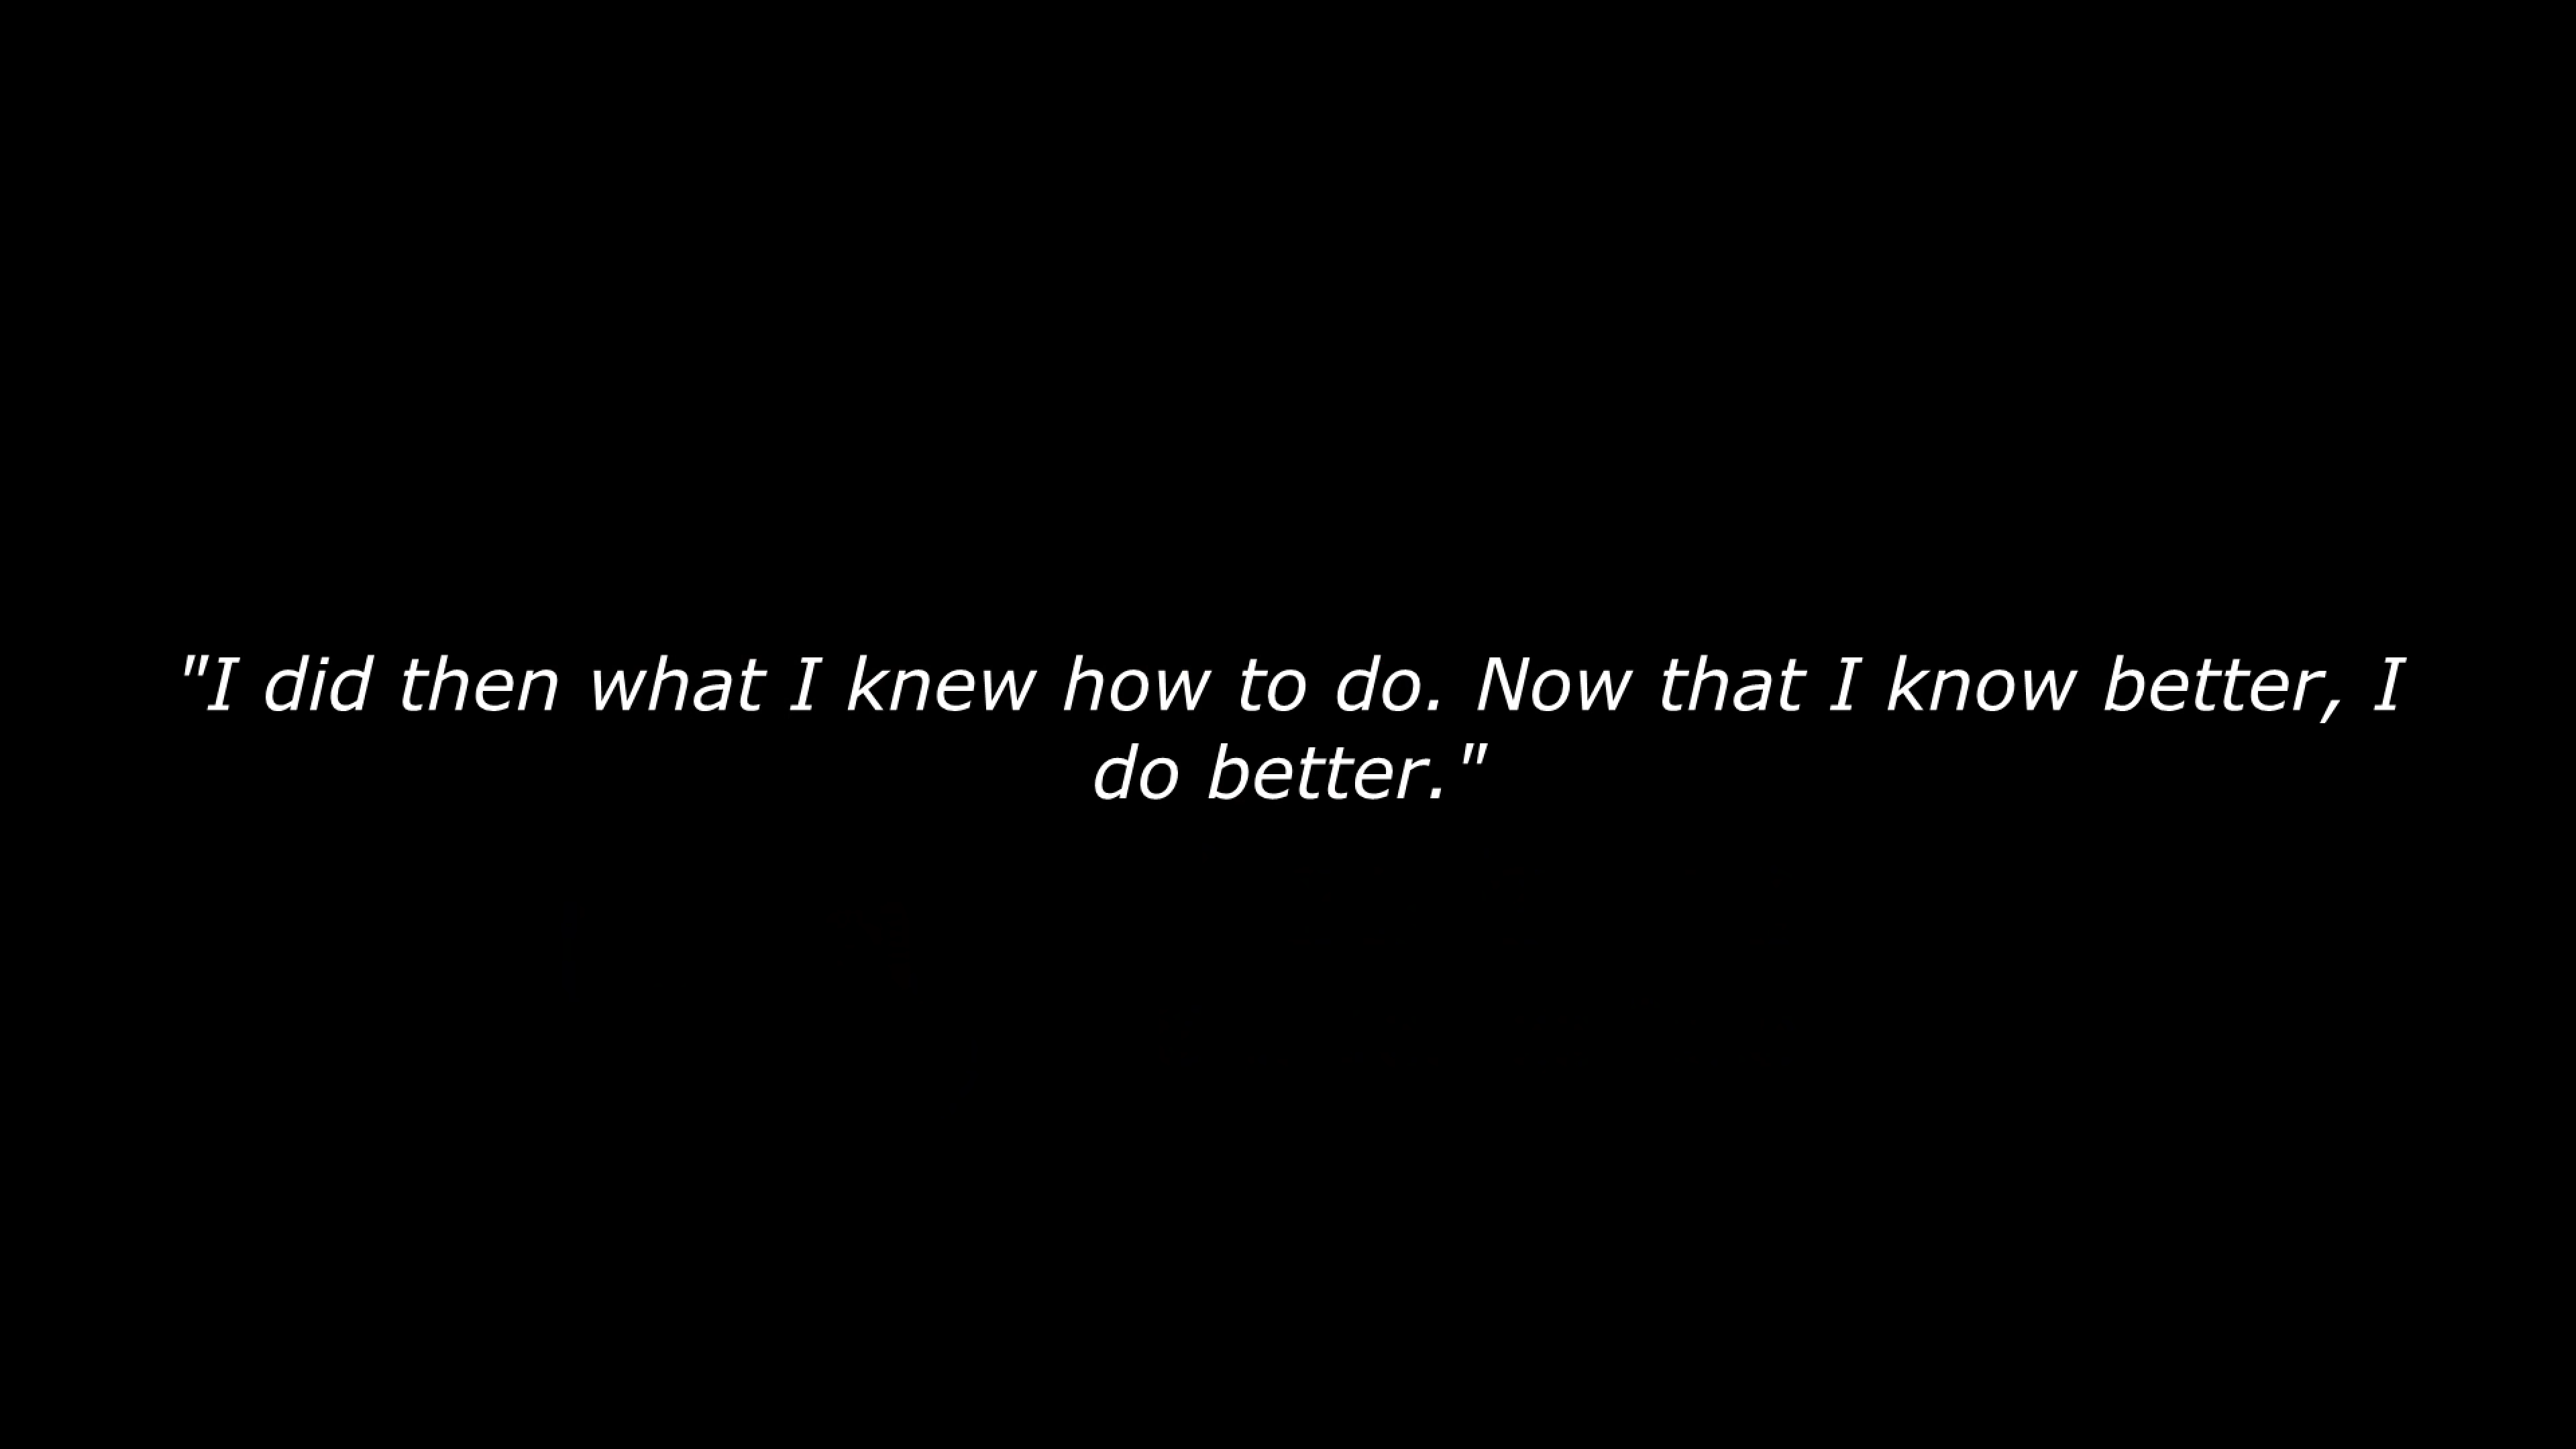 "I did then what I knew how to do. Now that I know better, I
do better."